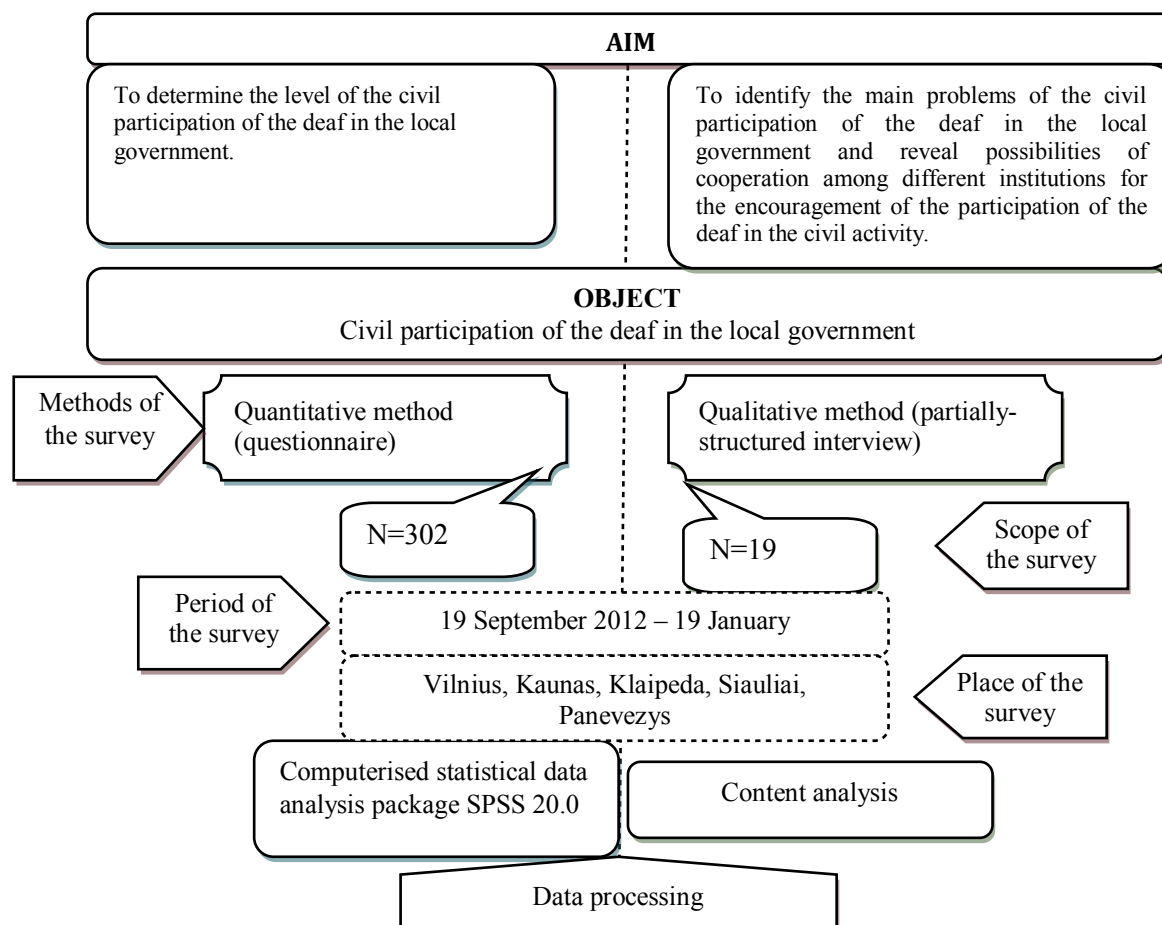 AIM
To determine the level of the civil
participation of the deaf in the local
government.
To identify the main problems of the civil
participation of the deaf in the local
government and reveal possibilities of
cooperation among different institutions for
the encouragement of the participation of the
deaf in the civil activity.
OBJECT
Civil participation of the deaf in the local government
Methods of
the survey
Quantitative method
(questionnaire)
Qualitative method (partially-
structured interview)
N=302
N=19
Scope of
the survey
Period of
the survey
19 September 2012 – 19 January
Vilnius, Kaunas, Klaipeda, Siauliai,
Panevezys
Place of the
survey
Computerised statistical data
analysis package SPSS 20.0
Content analysis
Data processing